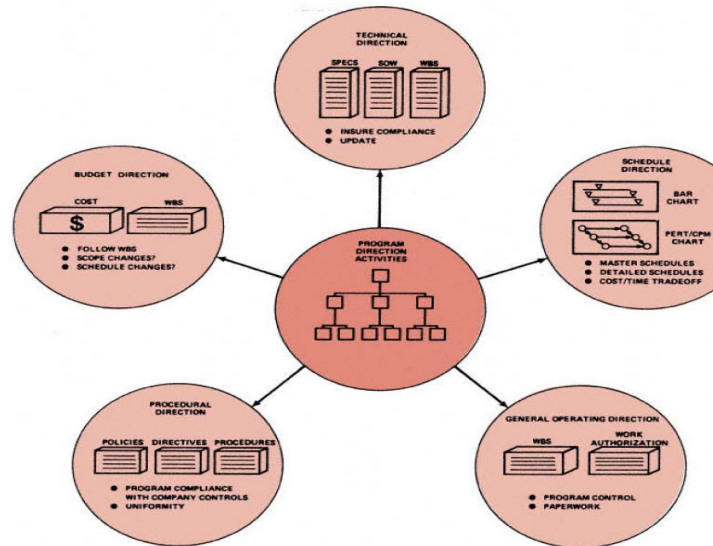 TECHNICAL
DIRECTION
SPECS SOW WBS
● INSURE COMPLIANCE
● UPDATE
BUDGET DIRECTION
COST WBS
$
● FOLLOW WBS
● SCOPE CHANGES?
● SCHEDULE CHANGES?
SCHEDULE
DIRECTION
BAR
CHART
PERT/CPM
CHART
● MASTER SCHEDULES
● DETAILED SCHEDULES
● COST/TIME TRADEOFF
PROGRAM
DIRECTION
ACTIVITIES
PROCEDURAL
DIRECTION
POLICIES DIRECTIVES PROCEDURES
● PROGRAM COMPLIANCE
WITH COMPANY CONTROLS
● UNIFORMITY
GENERAL OPERATING DIRECTION
WBS
WORK
AUTHORIZATION
● PROGRAM CONTROL
● PAPERWORK